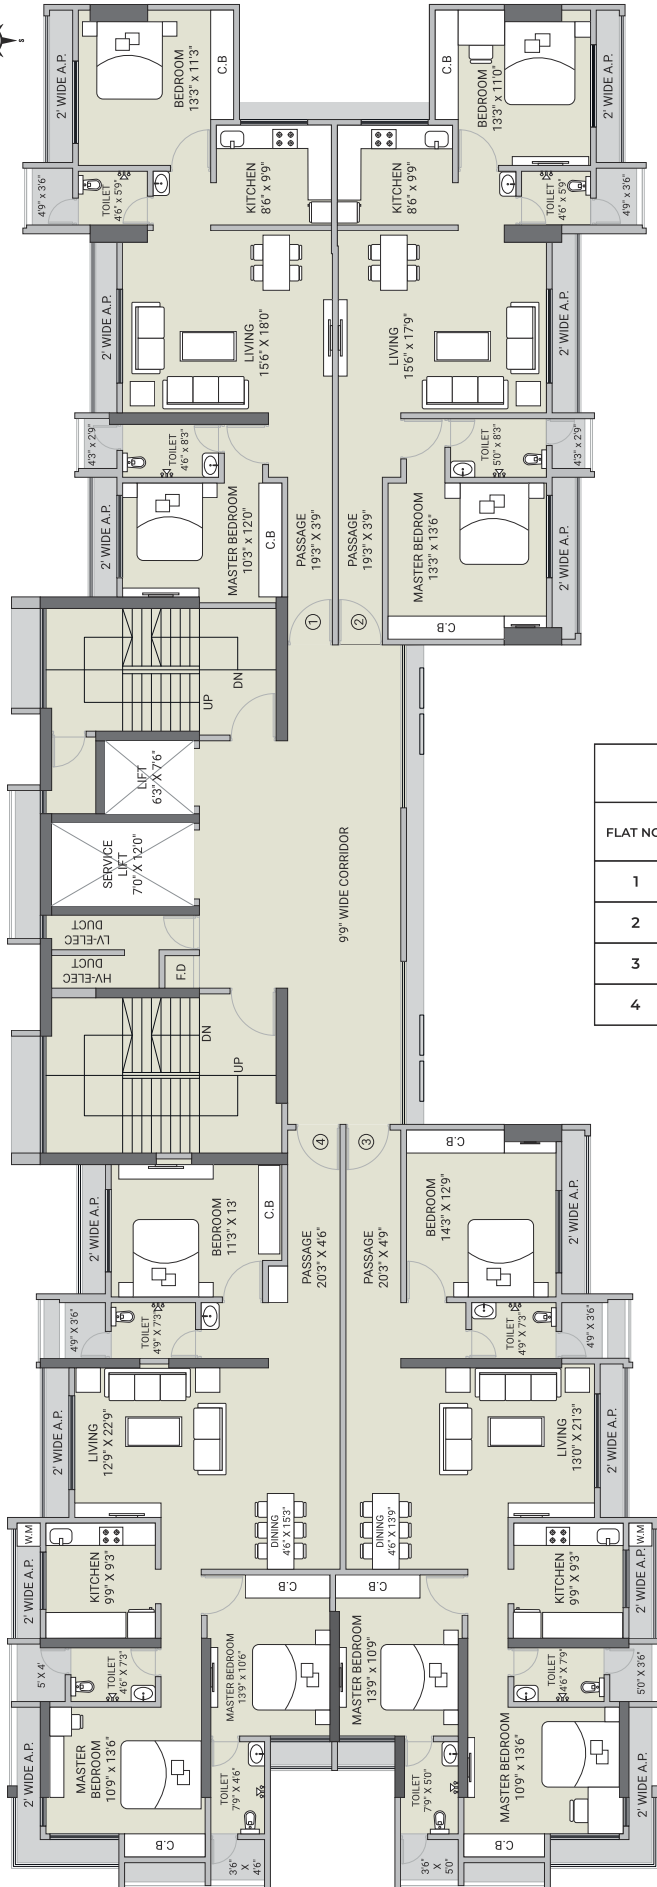 S
2' WIDE A.P.
BEDROOM
13'3" x 11'3"
C.B
C.B
BEDROOM
13'3" x 11'0"
2' WIDE A.P.
4'9" x 3'6"
TOILET
4'6" x 5'9"
KITCHEN
8'6" x 9'9"
KITCHEN
8'6" x 9'9"
TOILET
4'6" x 5'9"
4'9" x 3'6"
2' WIDE A.P.
LIVING
15'6" X 18'0"
LIVING
15'6" x 17'9"
2' WIDE A.P.
4'3" x 2'9"
TOILET
4'6" x 8'3"
TOILET
5'0" x 8'3"
4'3" x 2'9"
2' WIDE A.P.
MASTER BEDROOM
10'3" x 12'0"
C.B
PASSAGE
19'3" X 3'9"
PASSAGE
19'3" X 3'9"
MASTER BEDROOM
13'3" x 13'6"
2' WIDE A.P.
C.B
1
2
UP
DN
LIFT
6'3" X 7'6"
SERVICE
LIFT
7'0" X 12'0"
9'9" WIDE CORRIDOR
LV-ELEC
DUCT
HV-ELEC
DUCT
F.D
DN
UP
FLAT NO
1
2
3
4
4
3
C.B
2' WIDE A.P.
BEDROOM
11'3" X 13'
C.B
PASSAGE
20'3" X 4'6"
PASSAGE
20'3" X 4'9"
BEDROOM
14'3" X 12'9"
2' WIDE A.P.
4'9" X 3'6"
TOILET
4'9" X 7'3"
TOILET
4'9" X 7'3"
4'9" X 3'6"
2' WIDE A.P.
LIVING
12'9" X 22'9"
LIVING
13'0" X 21'3"
2' WIDE A.P.
DINING
4'6" X 15'3"
DINING
4'6" X 13'9"
W.M
W.M
2' WIDE A.P.
KITCHEN
9'9" X 9'3"
KITCHEN
9'9" X 9'3"
2' WIDE A.P.
C.B
C.B
5' X 4'
TOILET
4'6" X 7'3"
MASTER BEDROOM
13'9" x 10'6"
MASTER BEDROOM
13'9" x 10'9"
TOILET
4'6" X 7'9"
5'0" X 3'6"
2' WIDE A.P.
MASTER
BEDROOM
10'9" x 13'6"
TOILET
7'9" X 4'6"
TOILET
7'9" X 5'0"
MASTER BEDROOM
10'9" x 13'6"
2' WIDE A.P.
C.B
3'6"
X
4'6"
3'6"
X
5'0"
C.B